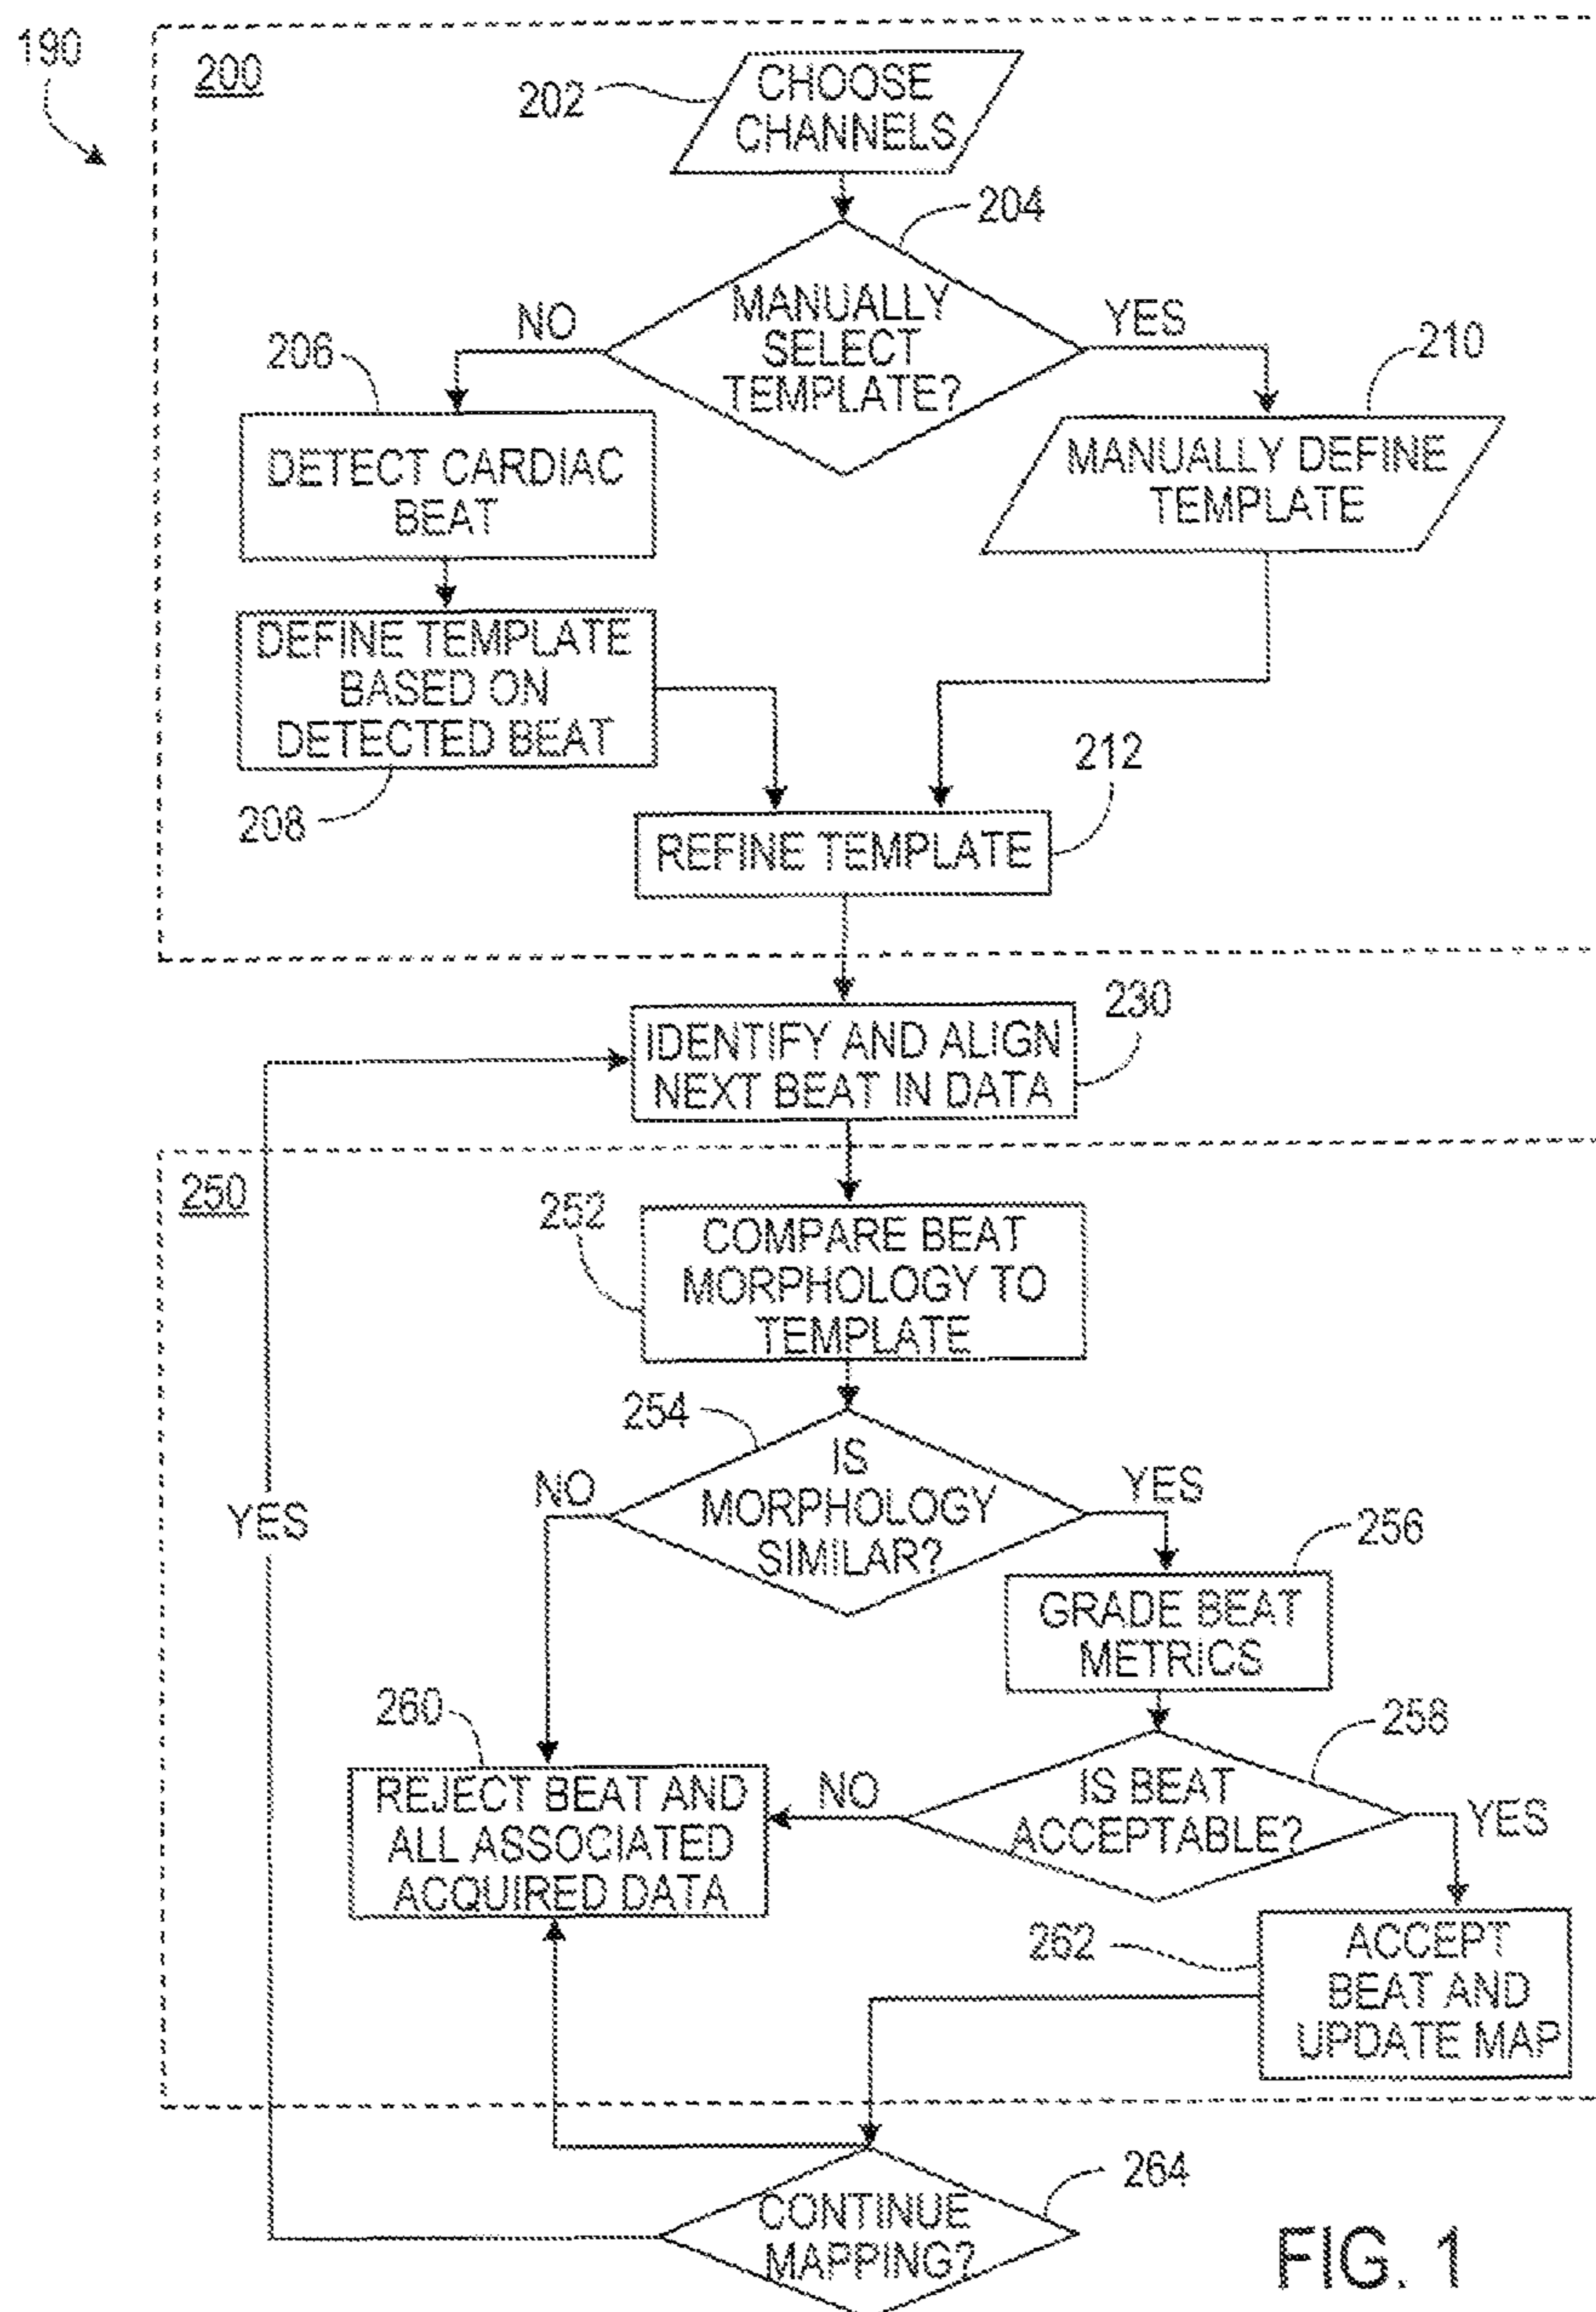 190
200
202
CHOOSE
CHANNELS
204
MANUALLY
SELECT
TEMPLATE?
NO
YES
206
210
DETECT CARDIAC
BEAT
MANUALLY DEFINE
TEMPLATE
DEFINE TEMPLATE
BASED ON
DETECTED BEAT
208
212
REFINE TEMPLATE
230
IDENTIFY AND ALIGN
NEXT BEAT IN DATA
250
252
COMPARE BEAT
MORPHOLOGY TO
TEMPLATE
254
IS
MORPHOLOGY
SIMILAR?
NO
YES
YES
256
GRADE BEAT
METRICS
260
258
REJECT BEAT AND
ALL ASSOCIATED
ACQUIRED DATA
NO
IS BEAT
ACCEPTABLE?
YES
262
ACCEPT
BEAT AND
UPDATE MAP
264
CONTINUE
MAPPING?
FIG. 1